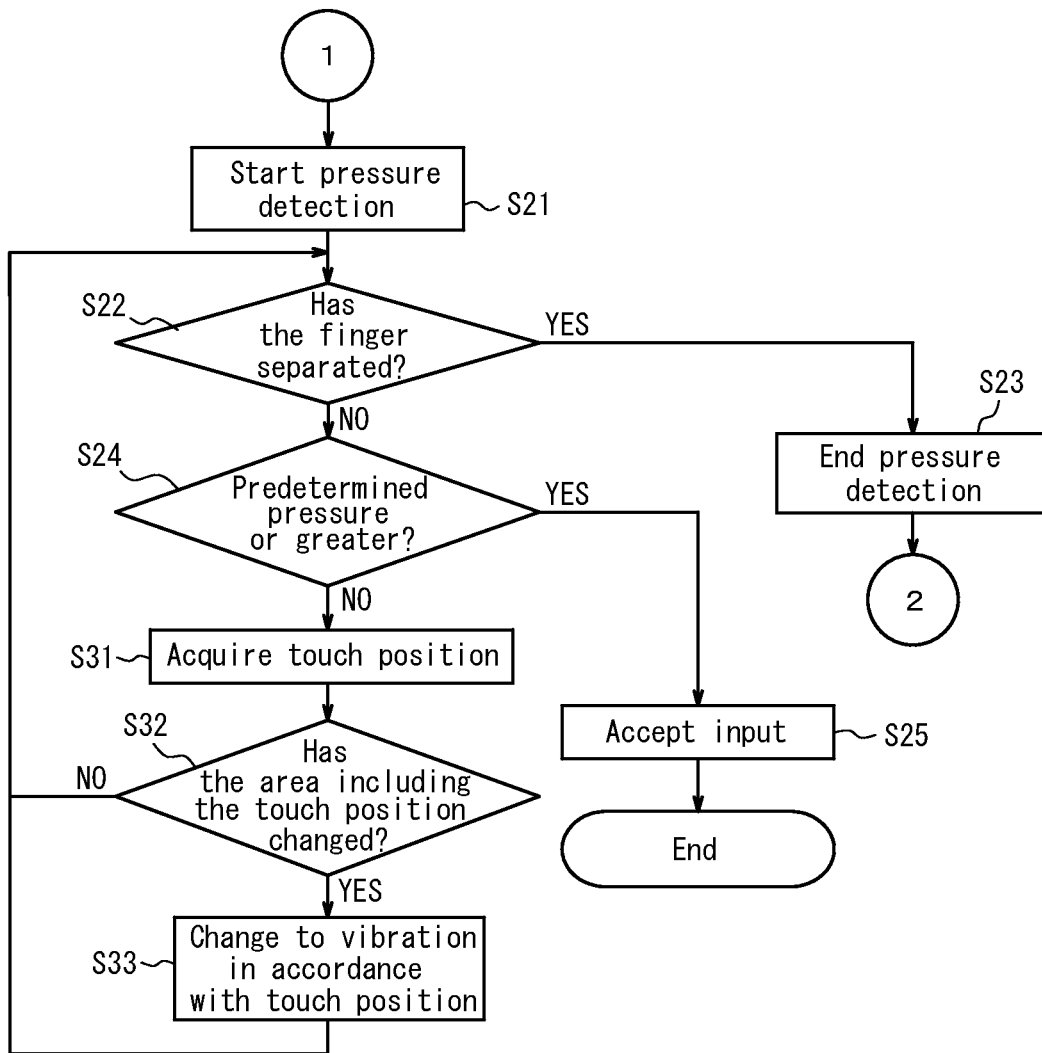 1
Start pressure
detection
S21
S22
Has
the finger
separated?
YES
NO
S23
End pressure
detection
2
S24
Predetermined
pressure
or greater?
YES
NO
S31
Acquire touch position
S32
Has
the area including
the touch position
changed?
NO
YES
Accept input
S25
End
S33
Change to vibration
in accordance
with touch position